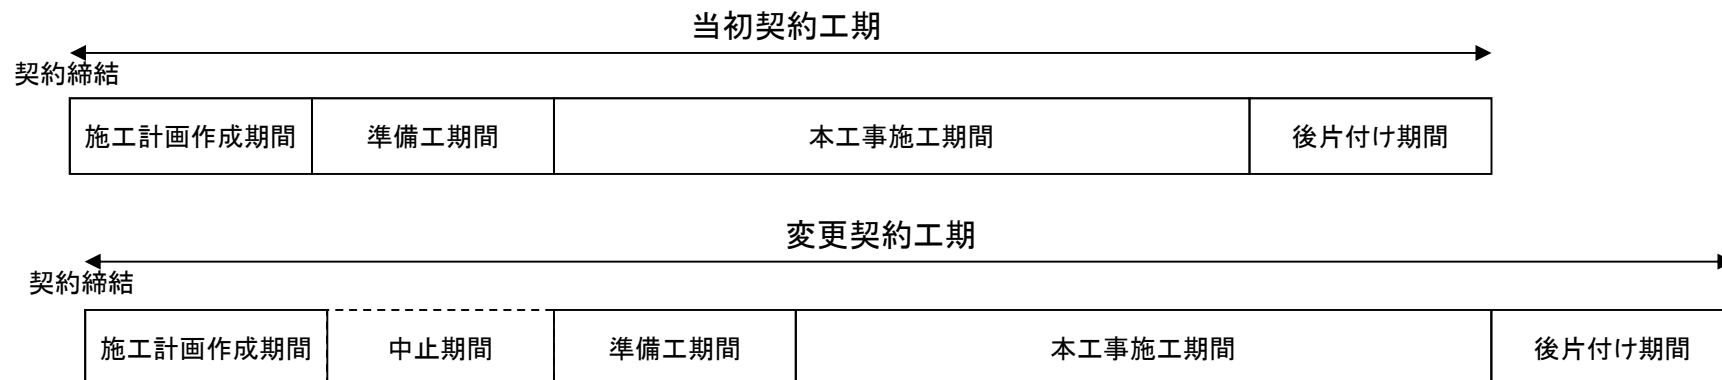 当初契約工期
契約締結
施工計画作成期間 準備工期間 本工事施工期間 後片付け期間
変更契約工期
契約締結
施工計画作成期間 中止期間 準備工期間 本工事施工期間 後片付け期間